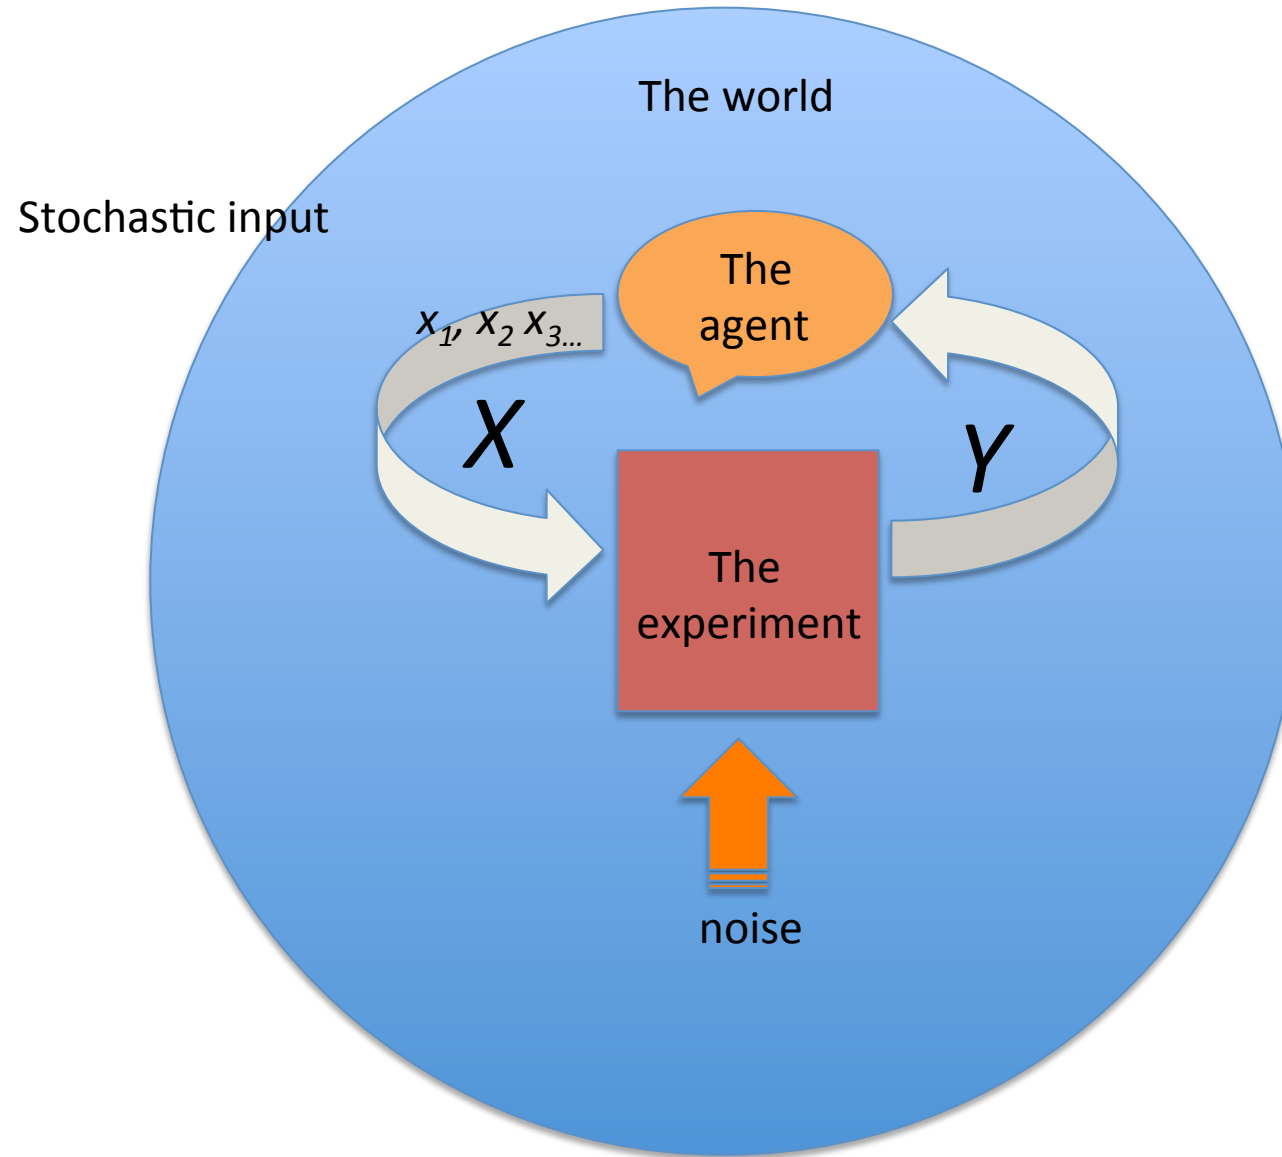 The world
Stochastic input
The
agent
x1, x2 x3...
X
Y
The
experiment
noise